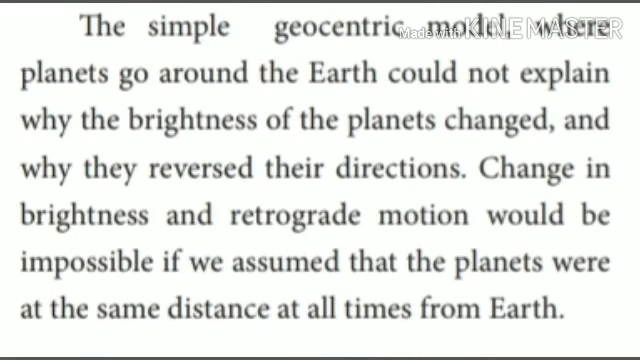 The simple geocentric model, where
Made with KINEMASTER
planets go around the Earth could not explain
why the brightness of the planets changed, and
why they reversed their directions. Change in
brightness and retrograde motion would be
impossible if we assumed that the planets were
at the same distance at all times from Earth.